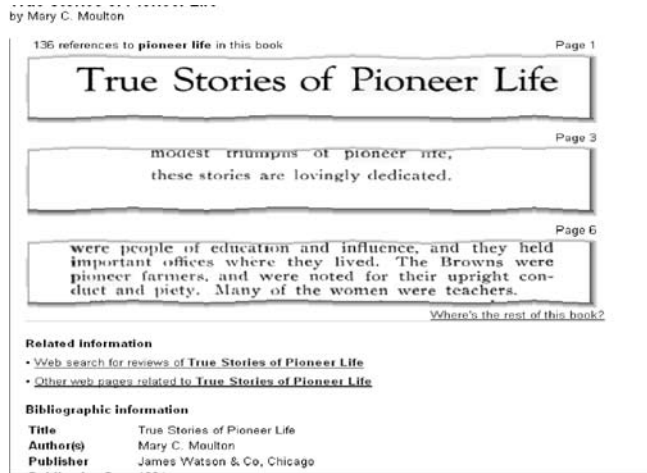 by Mary C. Moulton
136 references to pioneer life in this book
Page 1
True Stories of Pioneer Life
Page 3
modest triumphs of pioneer life,
these stories are lovingly dedicated.
Page 6
were people of education and influence, and they held
important offices where they lived. The Browns were
pioneer farmers, and were noted for their upright con-
duct and piety. Many of the women were teachers.
Where's the rest of this book?
Related information
• Web search for reviews of True Stories of Pioneer Life
• Other web pages related to True Stories of Pioneer Life
Bibliographic information
Title True Stories of Pioneer Life
Author(s) Mary C. Moulton
Publisher James Watson & Co, Chicago